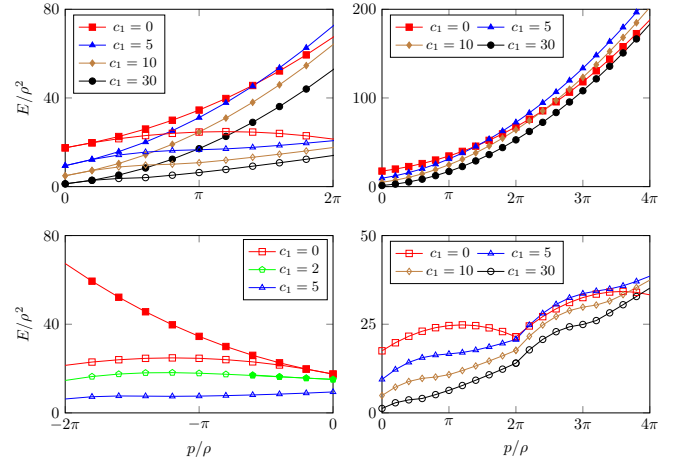 80
40
0
E/ρ²
c₁ = 0
c₁ = 5
c₁ = 10
c₁ = 30
0
π
2π
200
100
0
c₁ = 0
c₁ = 5
c₁ = 10
c₁ = 30
0
π
2π
3π
4π
80
40
0
E/ρ²
c₁ = 0
c₁ = 2
c₁ = 5
−2π
−π
0
p/ρ
50
25
0
c₁ = 0
c₁ = 5
c₁ = 10
c₁ = 30
0
π
2π
3π
4π
p/ρ